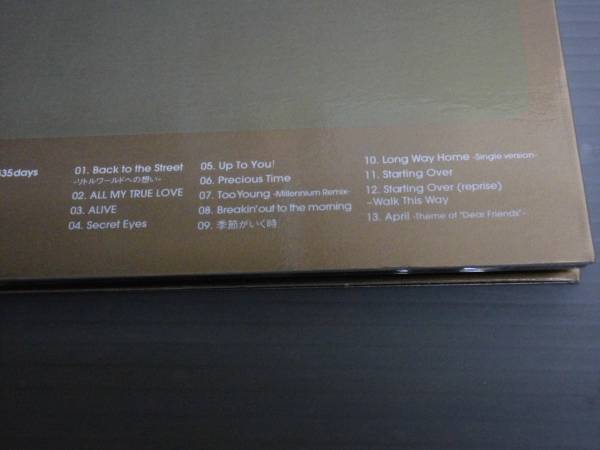 35days
01. Back to the Street
-リトルワールドへの想い-
02. ALL MY TRUE LOVE
03. ALIVE
04. Secret Eyes
05. Up To You!
06. Precious Time
07. Too Young -Millennium Remix-
08. Breakin' out to the morning
09. 季節がいく時
10. Long Way Home -Single version-
11. Starting Over
12. Starting Over (reprise)
~Walk This Way
13. April -Theme of "Dear Friends"-